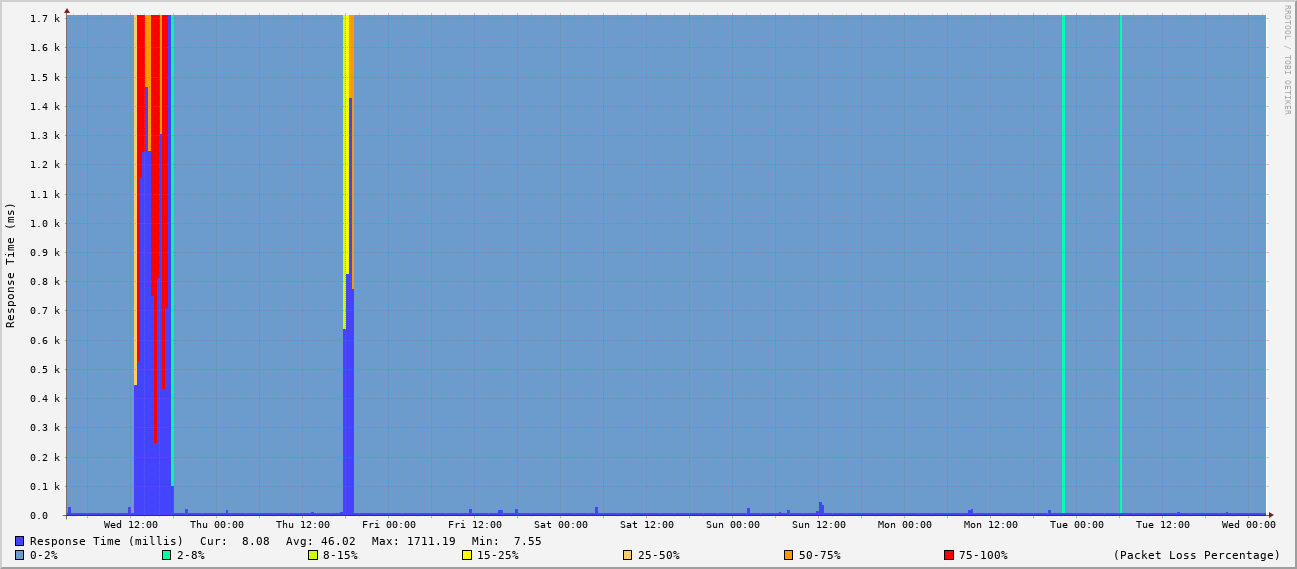 RRDTOOL / TOBI OETIKER
Response Time (ms)
1.7 k
1.6 k
1.5 k
1.4 k
1.3 k
1.2 k
1.1 k
1.0 k
0.9 k
0.8 k
0.7 k
0.6 k
0.5 k
0.4 k
0.3 k
0.2 k
0.1 k
0.0
Wed 12:00 Thu 00:00 Thu 12:00 Fri 00:00 Fri 12:00 Sat 00:00 Sat 12:00 Sun 00:00 Sun 12:00 Mon 00:00 Mon 12:00 Tue 00:00 Tue 12:00 Wed 00:00
Response Time (millis) Cur: 8.08 Avg: 46.02 Max: 1711.19 Min: 7.55
0-2% 2-8% 8-15% 15-25% 25-50% 50-75% 75-100% (Packet Loss Percentage)